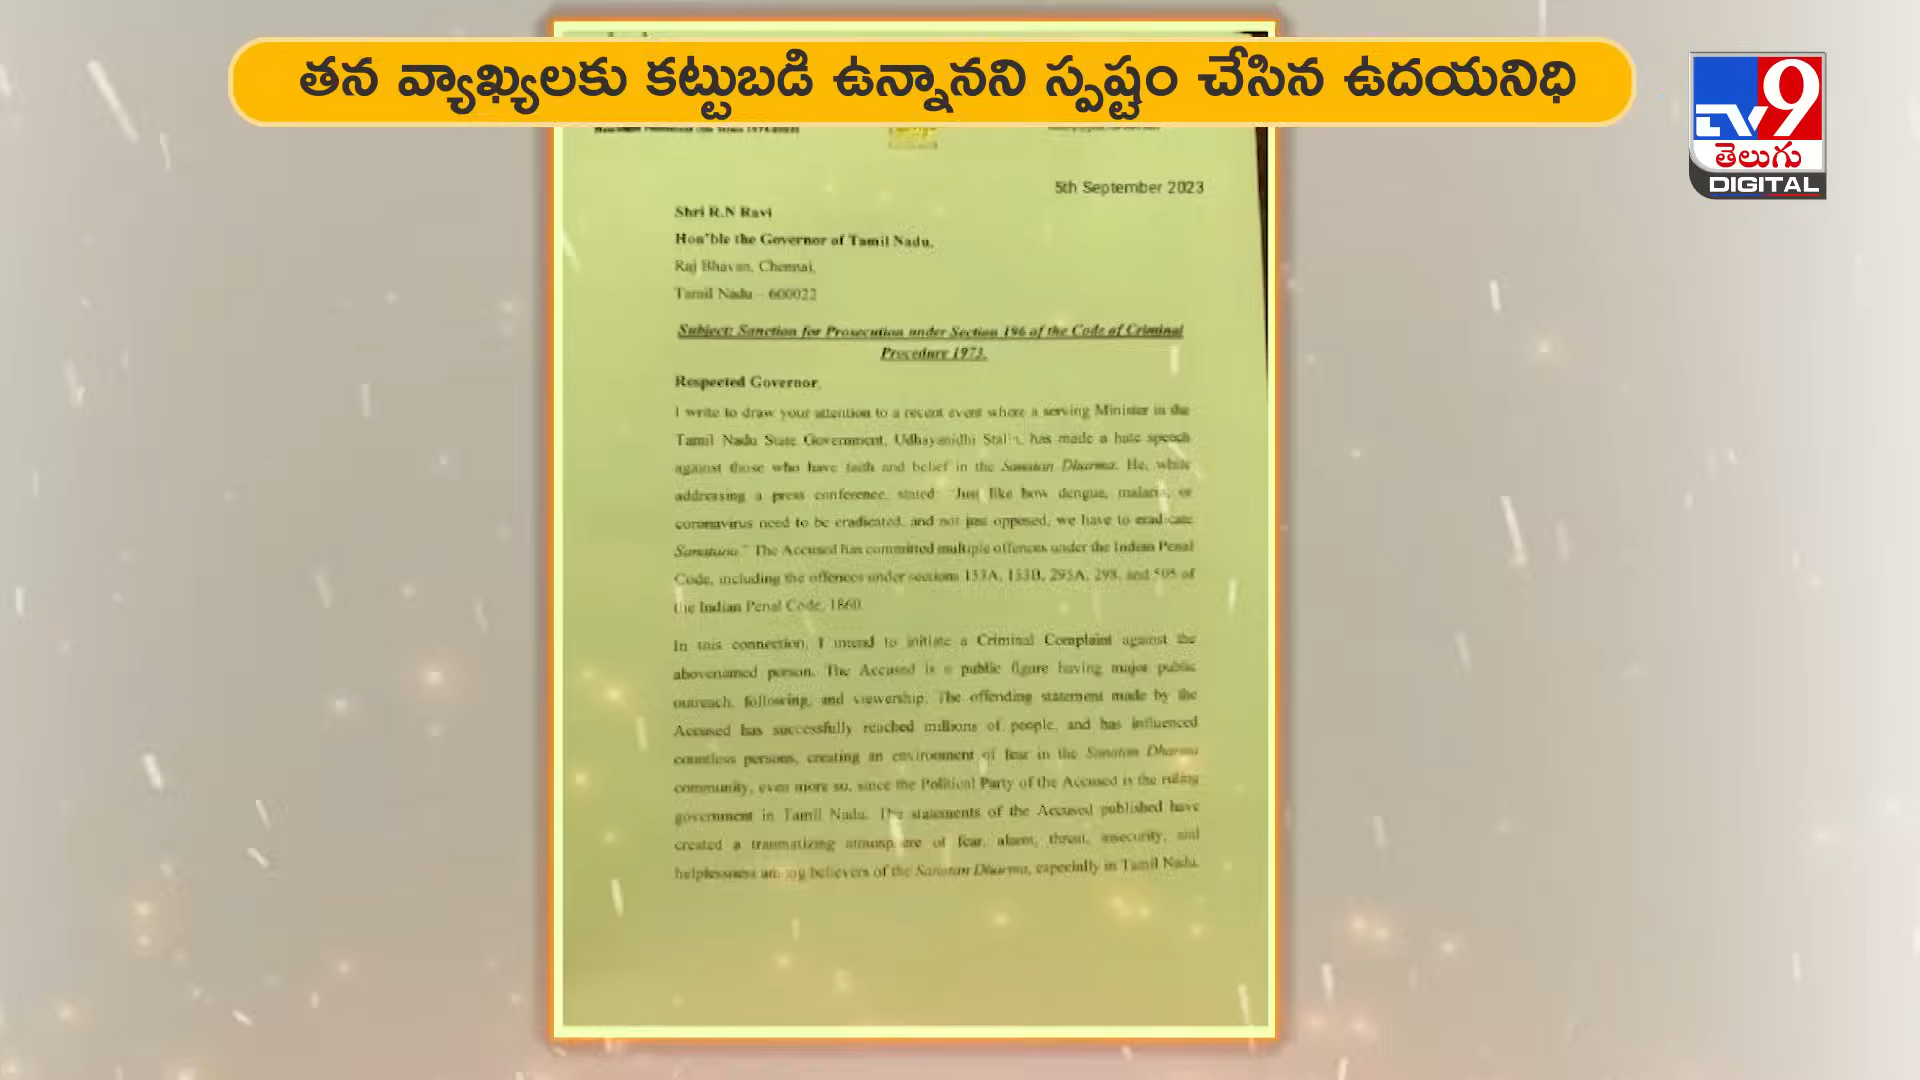 తన వ్యాఖ్యలకు కట్టుబడి ఉన్నానని స్పష్టం చేసిన ఉదయనిధి
TV9
తెలుగు
DIGITAL
5th September 2023
Shri R.N Ravi
Hon'ble the Governor of Tamil Nadu,
Raj Bhavan, Chennai,
Tamil Nadu - 600022
Subject: Sanction for Prosecution under Section 196 of the Code of Criminal
Procedure 1973.
Respected Governor,
I write to draw your attention to a recent event where a serving Minister in the
Tamil Nadu State Government, Udhayanidhi Stalin, has made a hate speech
against those who have faith and belief in the Sanatan Dharma. He, while
addressing a press conference, stated "Just like how dengue, malaria, or
coronavirus need to be eradicated, and not just opposed, we have to eradicate
Sanatana." The Accused has committed multiple offences under the Indian Penal
Code, including the offences under sections 153A, 153B, 295A, 298, and 505 of
the Indian Penal Code, 1860.
In this connection, I intend to initiate a Criminal Complaint against the
abovenamed person. The Accused is a public figure having major public
outreach, following, and viewership. The offending statement made by the
Accused has successfully reached millions of people, and has influenced
countless persons, creating an environment of fear in the Sanatan Dharma
community, even more so, since the Political Party of the Accused is the ruling
government in Tamil Nadu. The statements of the Accused published have
created a traumatizing atmosphere of fear, alarm, threat, insecurity, and
helplessness among believers of the Sanatan Dharma, especially in Tamil Nadu.